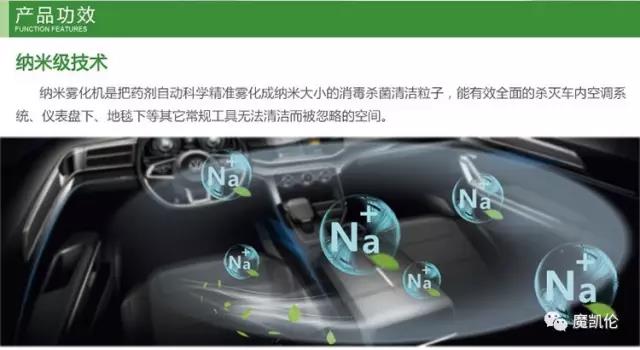 产品功效
FUNCTION FEATURES
纳米级技术
纳米雾化机是把药剂自动科学精准雾化成纳米大小的消毒杀菌清洁粒子，能有效全面的杀灭车内空调系
统、仪表盘下、地毯下等其它常规工具无法清洁而被忽略的空间。
Na+
Na+
Na+
Na+
Na+
Na+
魔凯伦